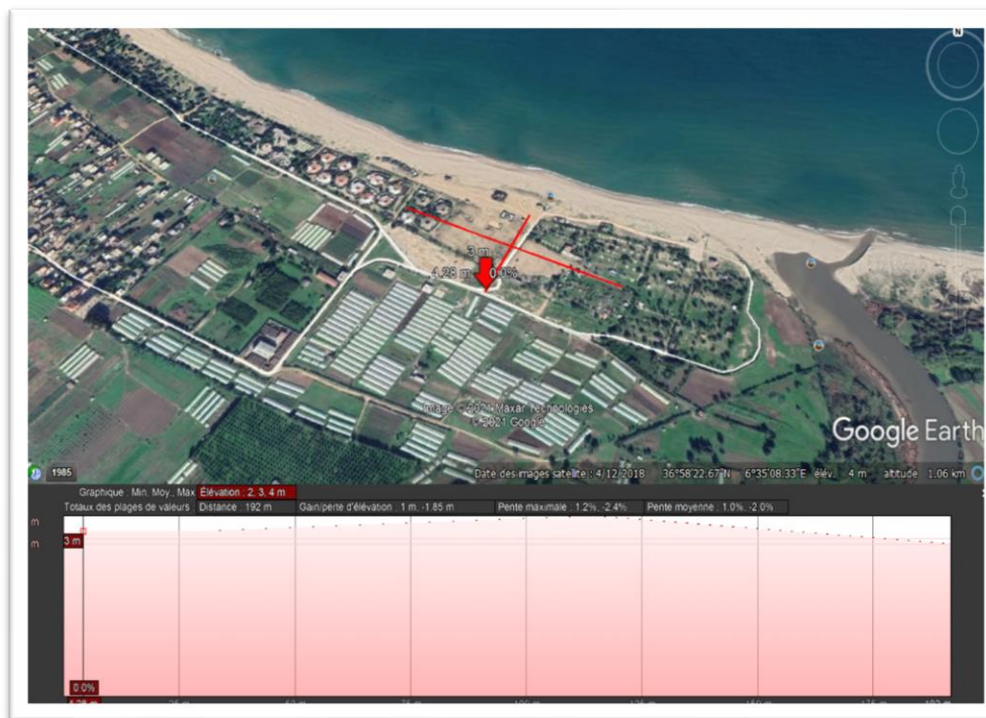 N
3 m
4.28 m 0.0%
Image © 2021 Maxar Technologies
© 2021 Google
Google Earth
1985
Date des images satellite : 4/12/2018 36°58'22.67"N 6°35'08.33"E élév. 4 m altitude 1.06 km
Graphique : Min, Moy., Max Élévation : 2, 3, 4 m
Totaux des plages de valeurs Distance : 192 m Gain/perte d'élévation : 1 m, -1.85 m Pente maximale : 1.2%, -2.4% Pente moyenne : 1.0%, -2.0%
m
m
3 m
0.0%